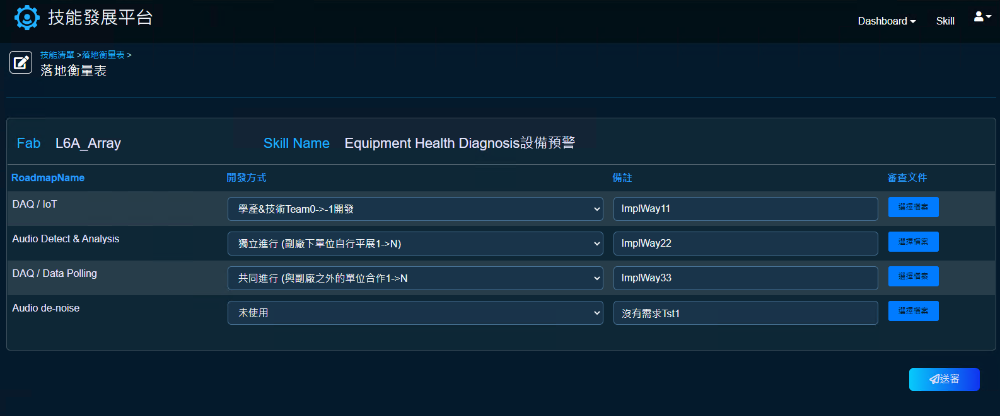 技能發展平台
Dashboard Skill
技能清單 >落地衡量表 >
落地衡量表
Fab L6A_Array Skill Name Equipment Health Diagnosis設備預警
RoadmapName 開發方式 備註 審查文件
DAQ / IoT 學產&技術Team0->-1開發 ImplWay11 選擇檔案
Audio Detect & Analysis 獨立進行 (副廠下單位自行平展1->N) ImplWay22 選擇檔案
DAQ / Data Polling 共同進行 (與副廠之外的單位合作1->N ImplWay33 選擇檔案
Audio de-noise 未使用 沒有需求Tst1 選擇檔案
送審